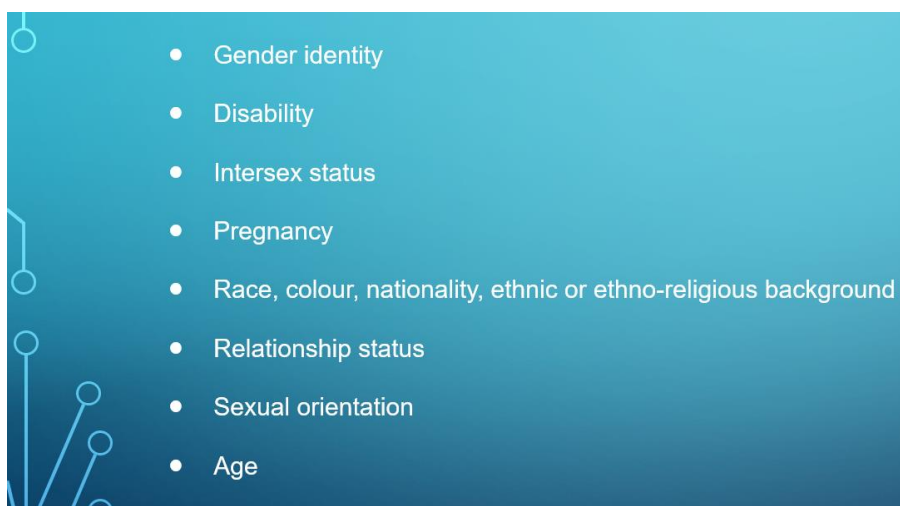 • Gender identity
• Disability
• Intersex status
• Pregnancy
• Race, colour, nationality, ethnic or ethno-religious background
• Relationship status
• Sexual orientation
• Age